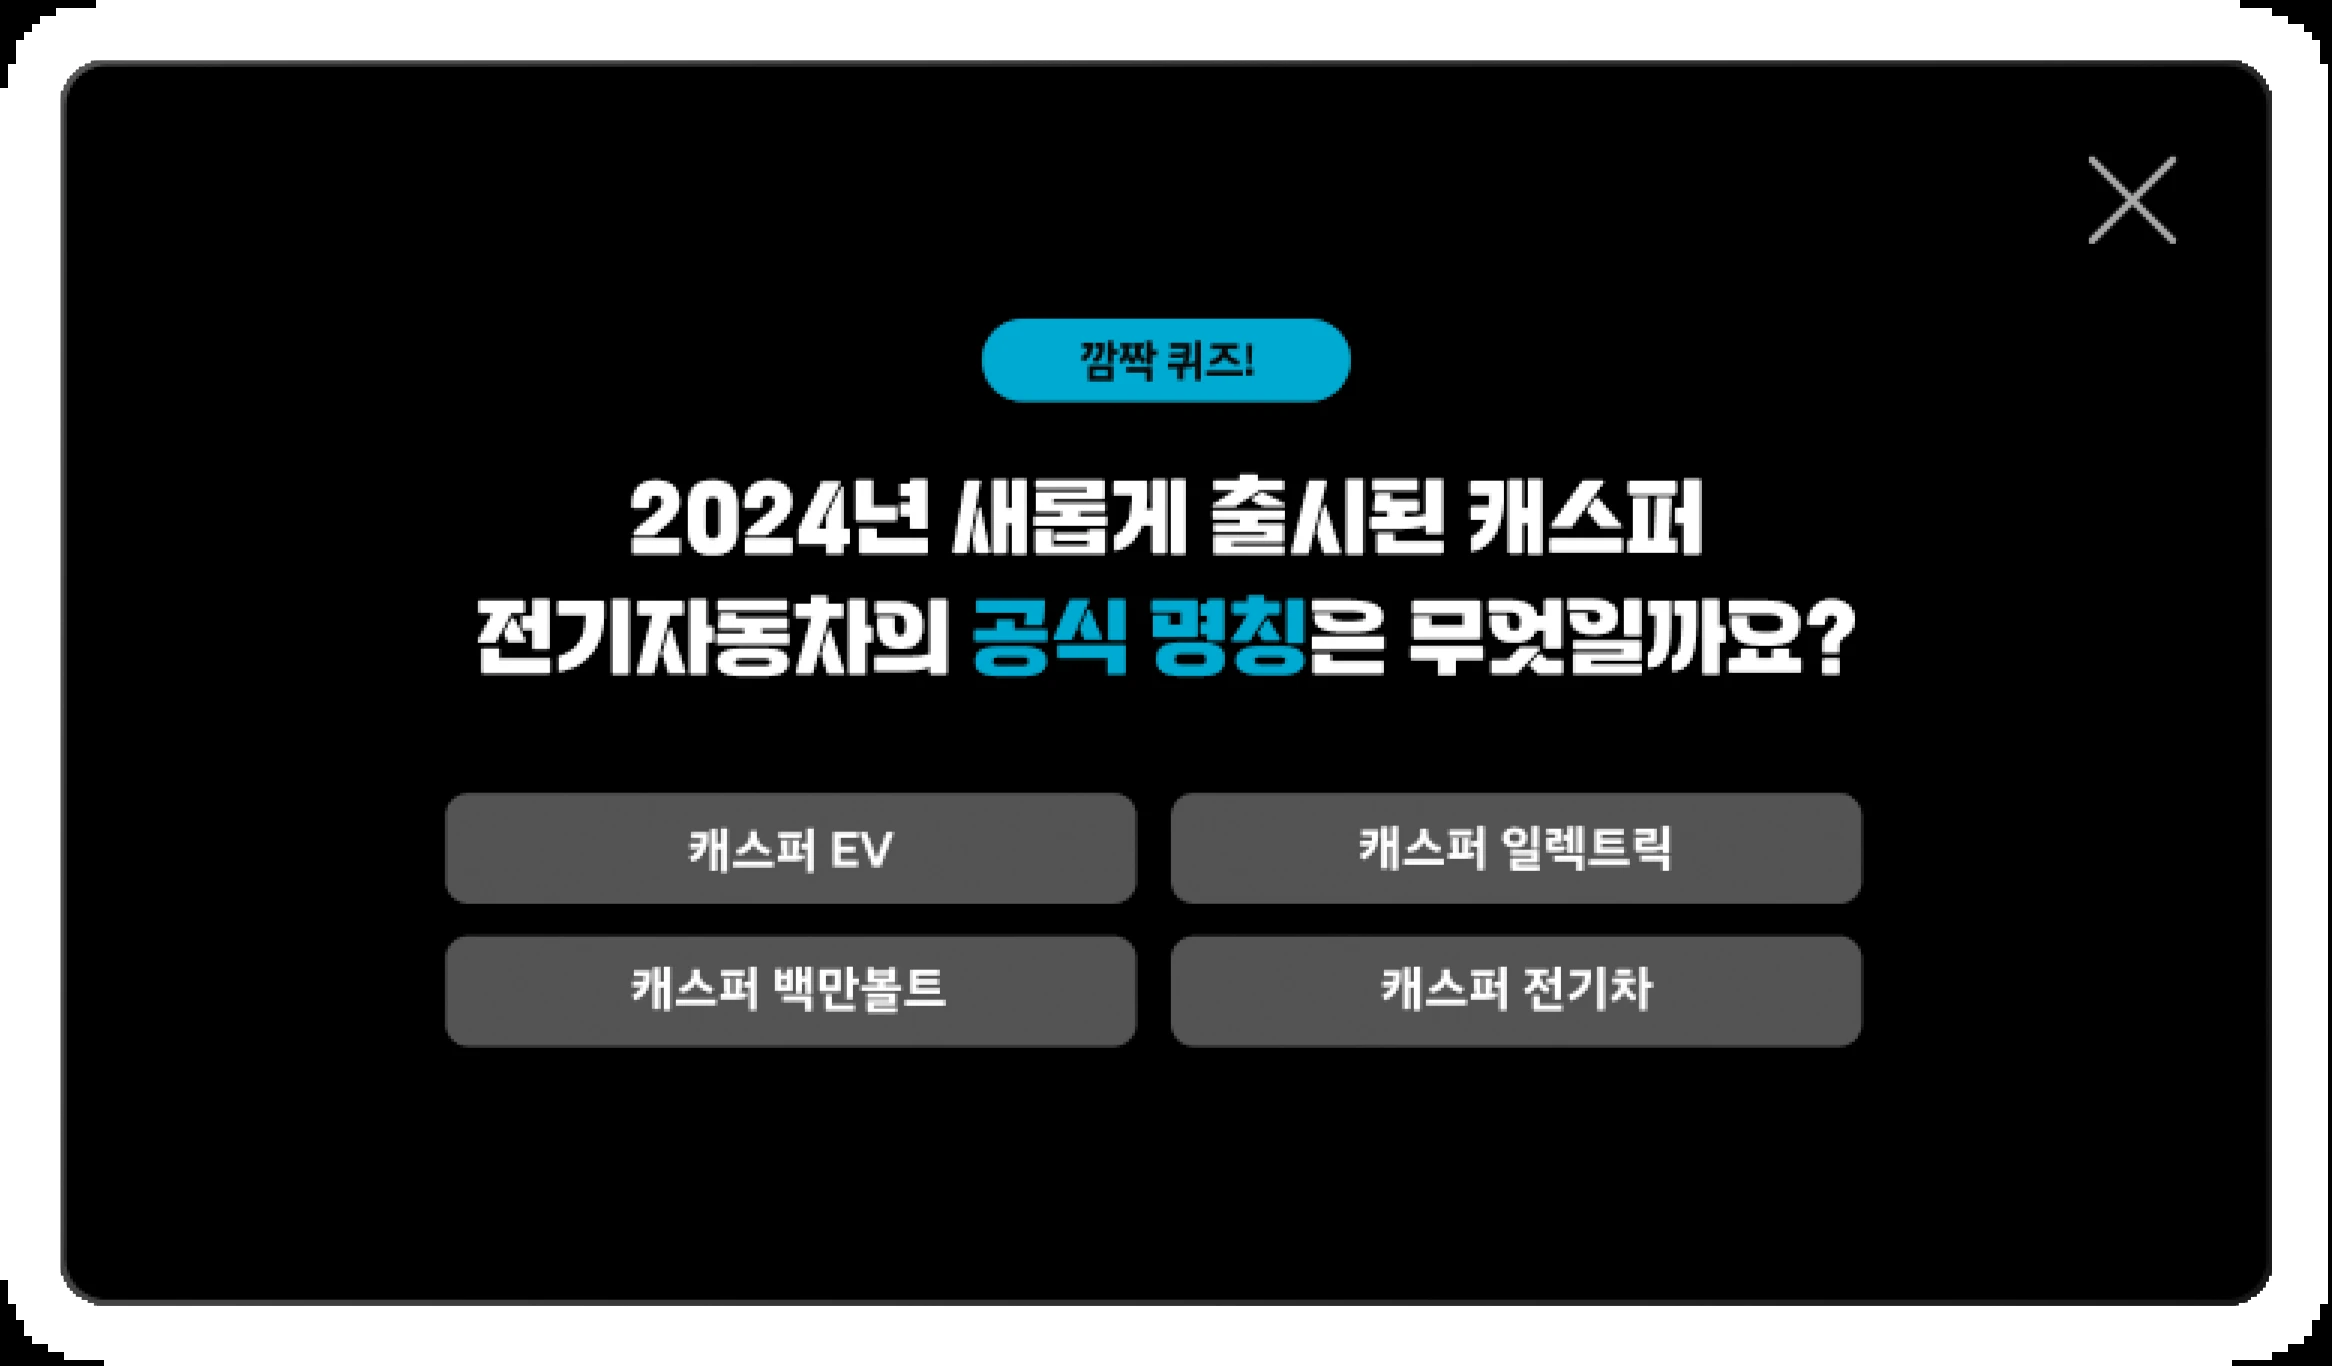 깜짝 퀴즈!
2024년 새롭게 출시된 캐스퍼
전기자동차의 공식 명칭은 무엇일까요?
캐스퍼 EV
캐스퍼 일렉트릭
캐스퍼 백만볼트
캐스퍼 전기차